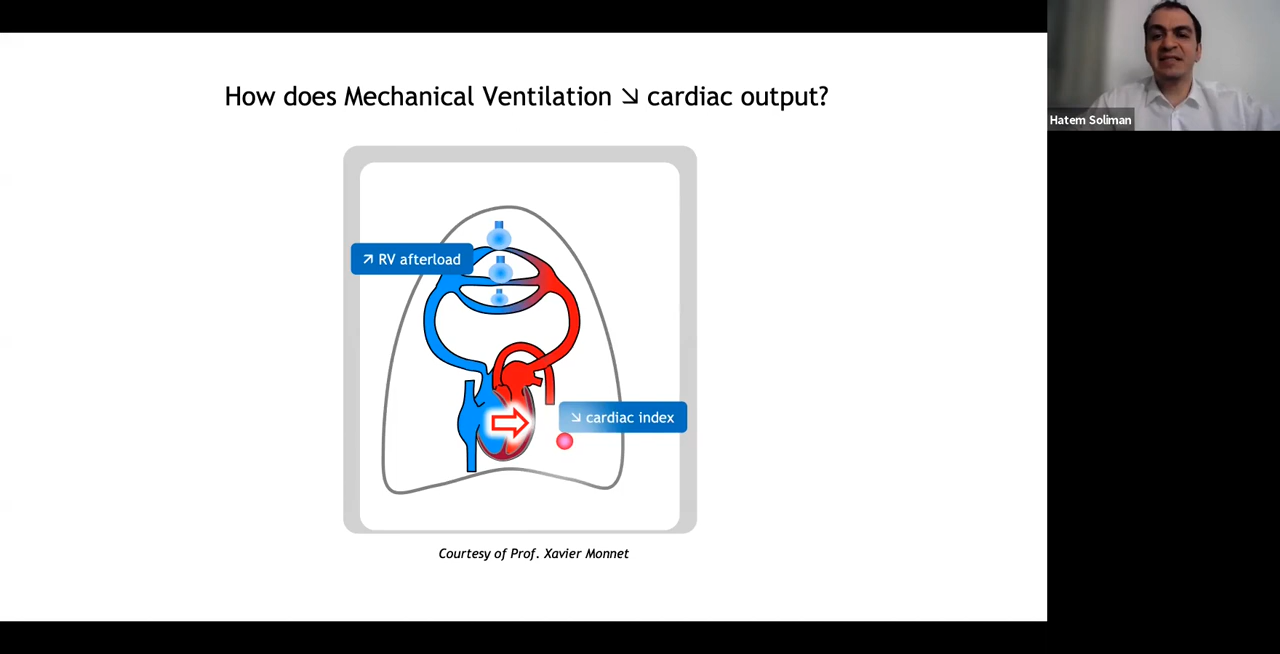 How does Mechanical Ventilation ↘ cardiac output?
↗ RV afterload
↘ cardiac index
Courtesy of Prof. Xavier Monnet
Hatem Soliman